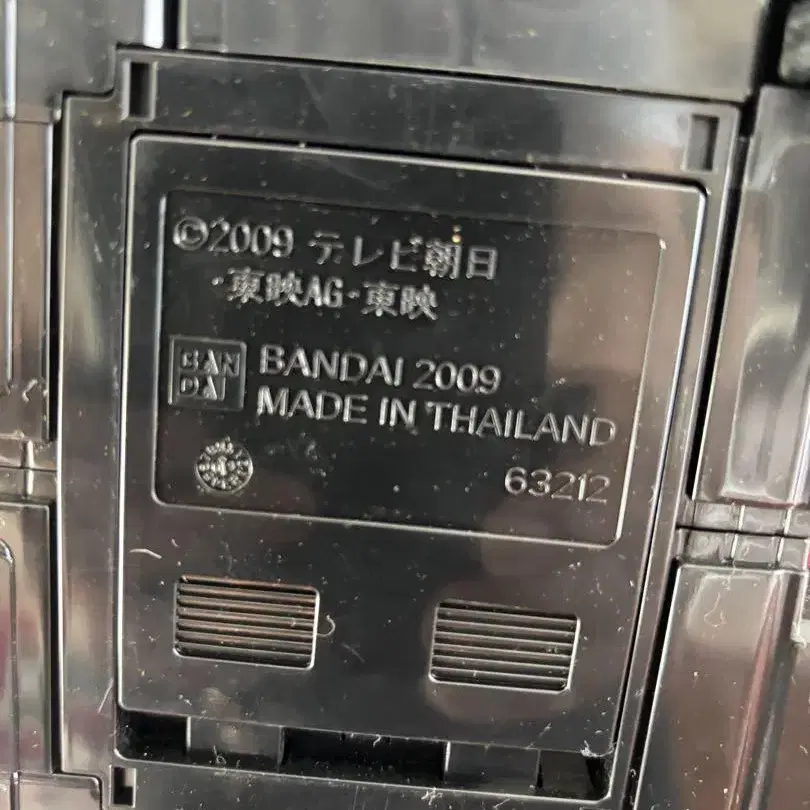 ©2009 テレビ朝日
・東映AG・東映
BAN
DAI
BANDAI 2009
MADE IN THAILAND
63212